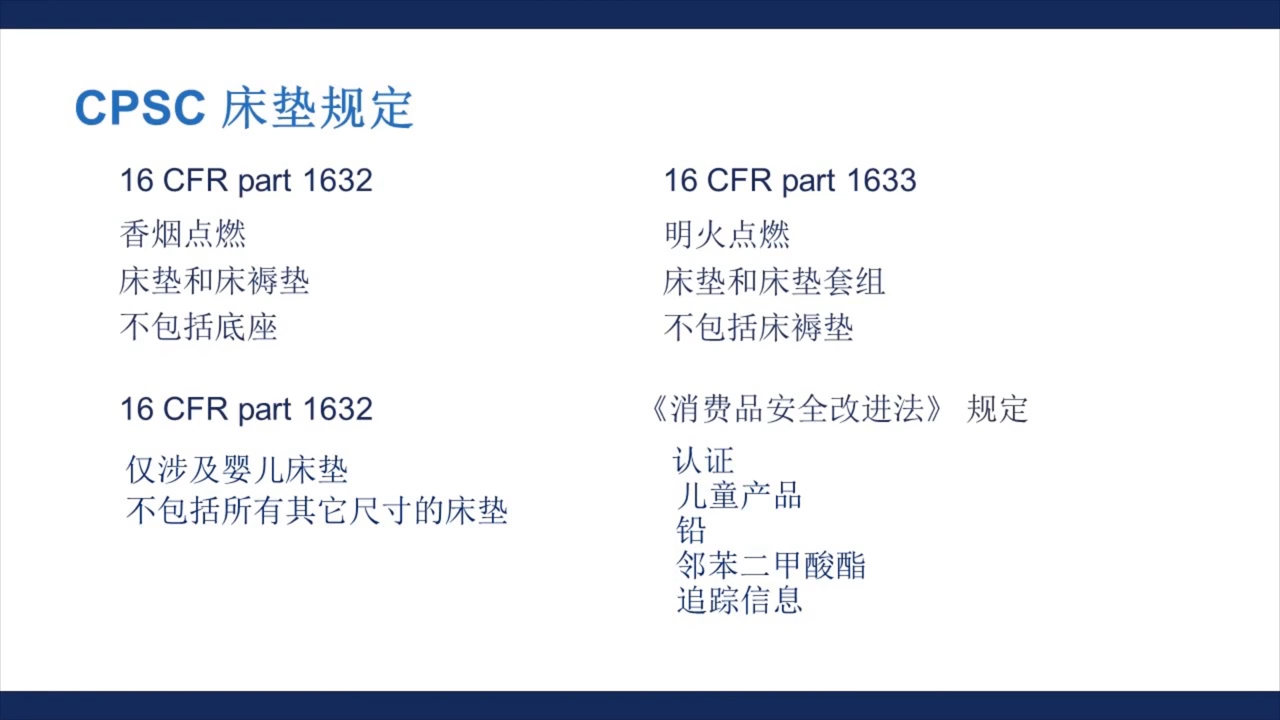 CPSC 床垫规定
16 CFR part 1632
香烟点燃
床垫和床褥垫
不包括底座
16 CFR part 1633
明火点燃
床垫和床垫套组
不包括床褥垫
16 CFR part 1632
仅涉及婴儿床垫
不包括所有其它尺寸的床垫
《消费品安全改进法》 规定
认证
儿童产品
铅
邻苯二甲酸酯
追踪信息